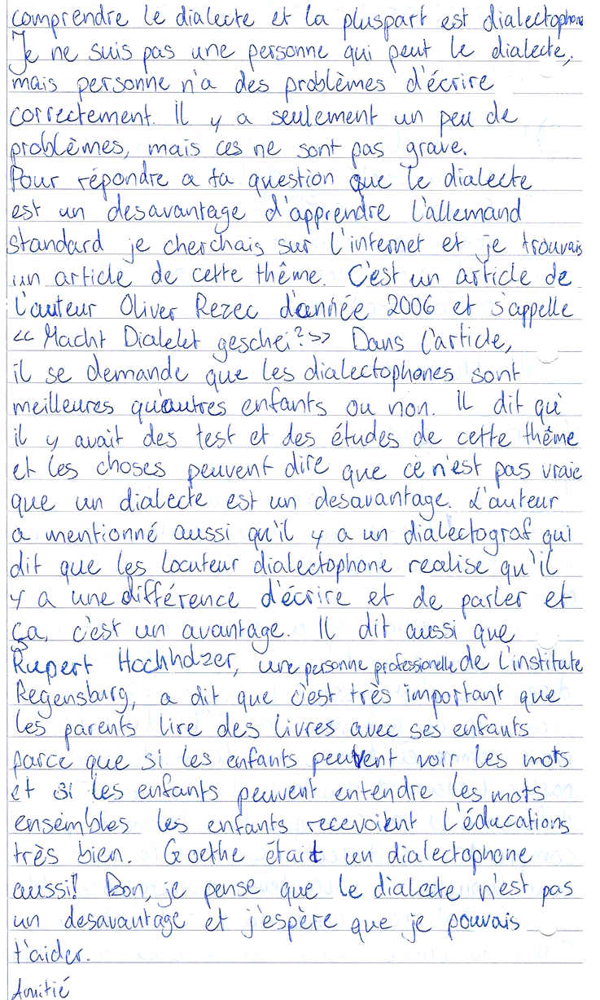 comprendre le dialecte et la pluspart est dialectophone
Je ne suis pas une personne qui peut le dialecte,
mais personne n'a des problèmes d'écrire
correctement. Il y a seulement un peu de
problèmes, mais ces ne sont pas grave.
Pour répondre a ta question que le dialecte
est un desavantage d'apprendre l'allemand
standard je cherchais sur l'internet et je trouvais
un article de cette thême. C'est un article de
l'auteur Oliver Rezec d'année 2006 et s'appelle
<< Macht Dialekt geschei? >> Dans l'article,
il se demande que les dialectophones sont
meilleures qu'autres enfants ou non. Il dit qu'
il y avait des test et des études de cette thême
et les choses peuvent dire que ce n'est pas vraie
que un dialecte est un desavantage. L'auteur
a mentionné aussi qu'il y a un dialectograf qui
dit que les locuteur dialectophone realise qu'il
y a une différence d'écrire et de parler et
ça, c'est un avantage. Il dit aussi que
Rupert Hochholzer, une personne professionelle de l'institute
Regensburg, a dit que c'est très important que
les parents lire des livres avec ses enfants
parce que si les enfants peuvent voir les mots
et si les enfants peuvent entendre les mots
ensembles les enfants recevoient l'éducations
très bien. Goethe était un dialectophone
aussi! Bon, je pense que le dialecte n'est pas
un desavantage et j'espère que je pouvais
t'aider.
Amitié